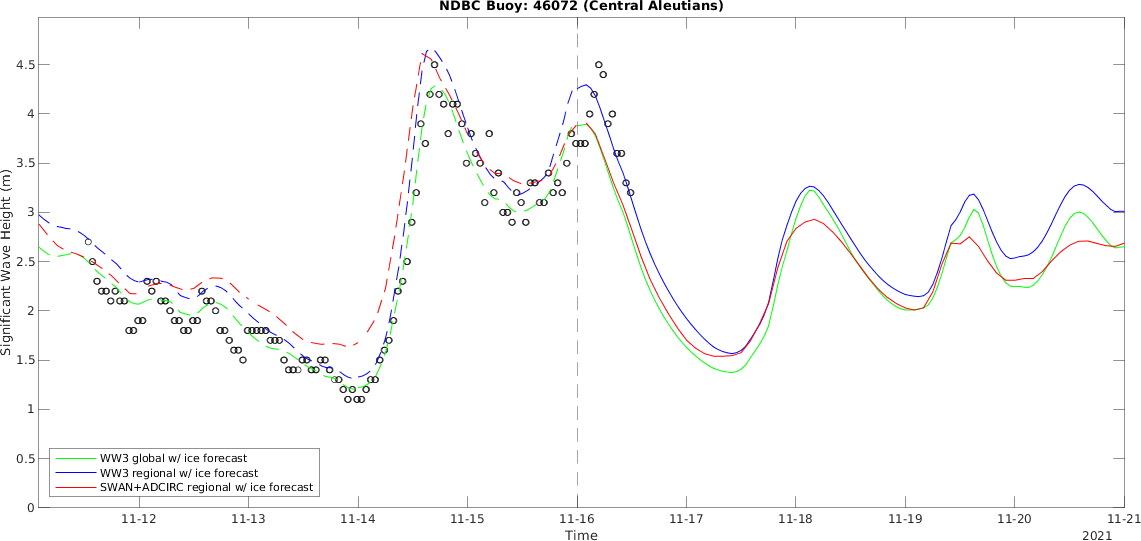 NDBC Buoy: 46072 (Central Aleutians)
Significant Wave Height (m)
4.5
4
3.5
3
2.5
2
1.5
1
0.5
0
WW3 global w/ ice forecast
WW3 regional w/ ice forecast
SWAN+ADCIRC regional w/ ice forecast
11-12 11-13 11-14 11-15 11-16 11-17 11-18 11-19 11-20 11-21
Time
2021